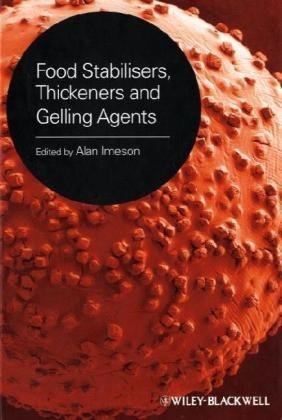 Food Stabilisers,
Thickeners and
Gelling Agents
Edited by Alan Imeson
WILEY-BLACKWELL